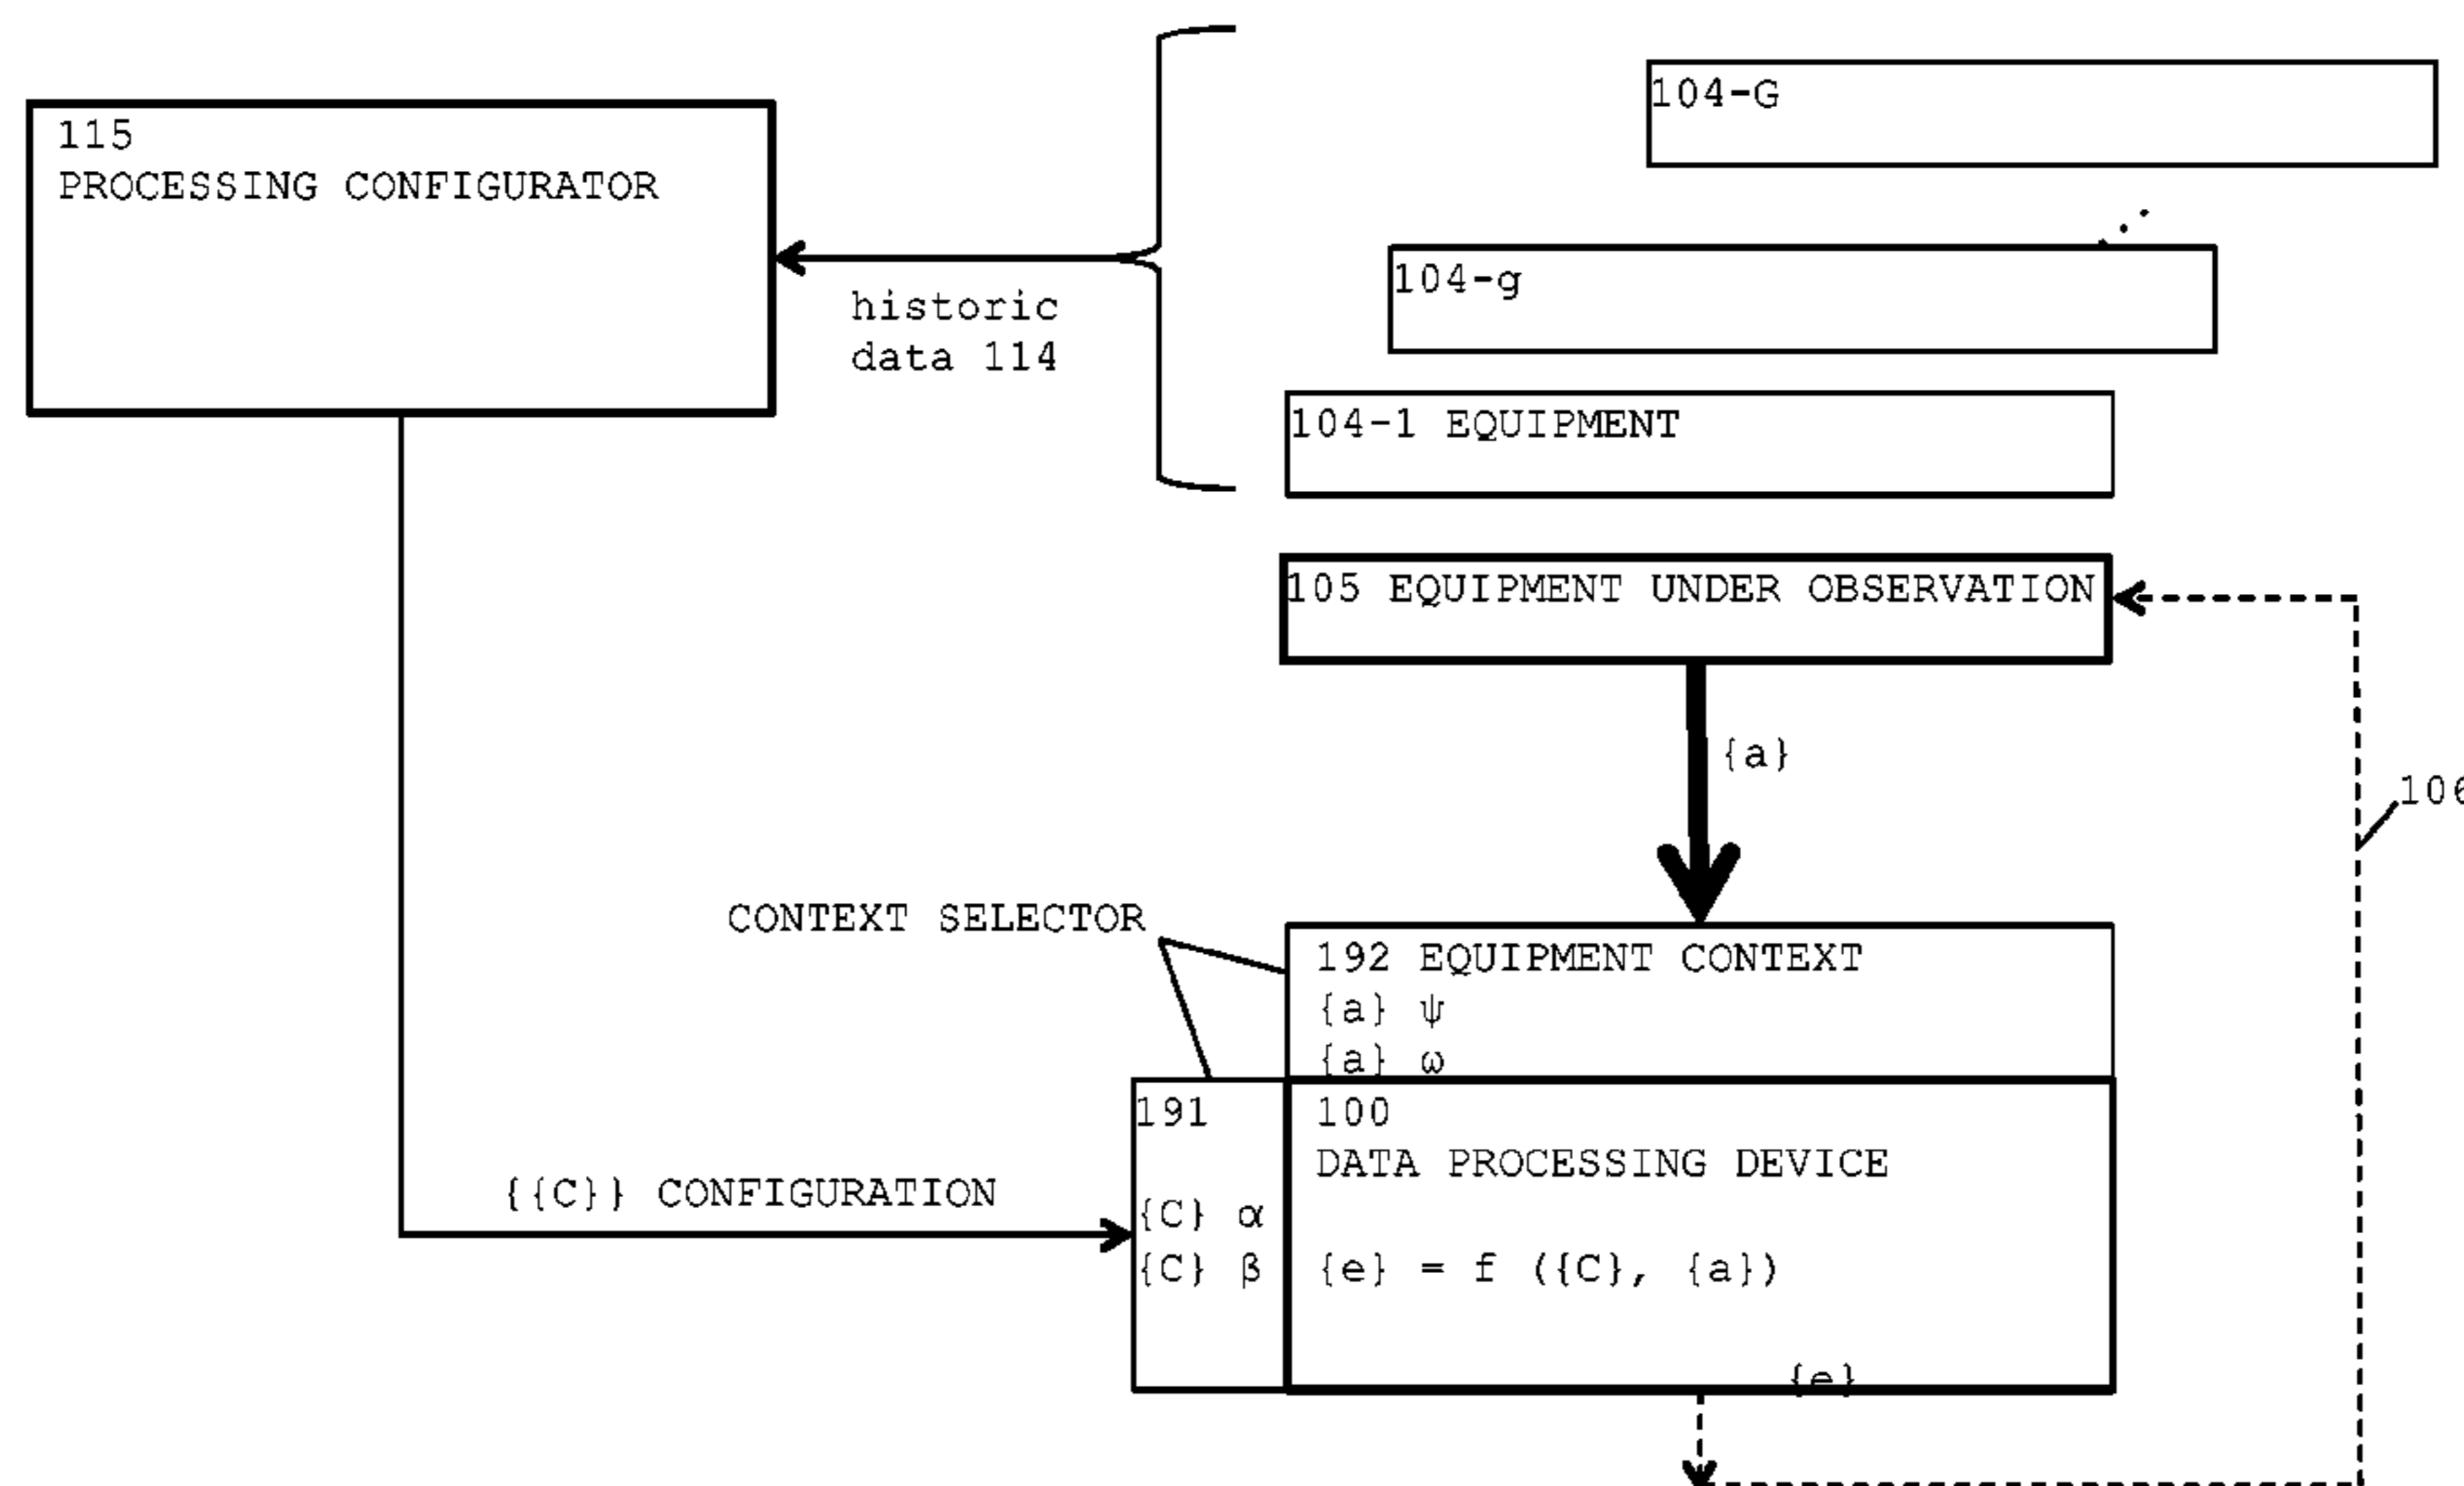 104-G
115
PROCESSING CONFIGURATOR
104-g
historic
data 114
104-1 EQUIPMENT
105 EQUIPMENT UNDER OBSERVATION
{a}
106
CONTEXT SELECTOR
192 EQUIPMENT CONTEXT
{a} ψ
{a} ω
191
100
DATA PROCESSING DEVICE
{{C}} CONFIGURATION
{C} α
{C} β
{e} = f ({C}, {a})
{e}